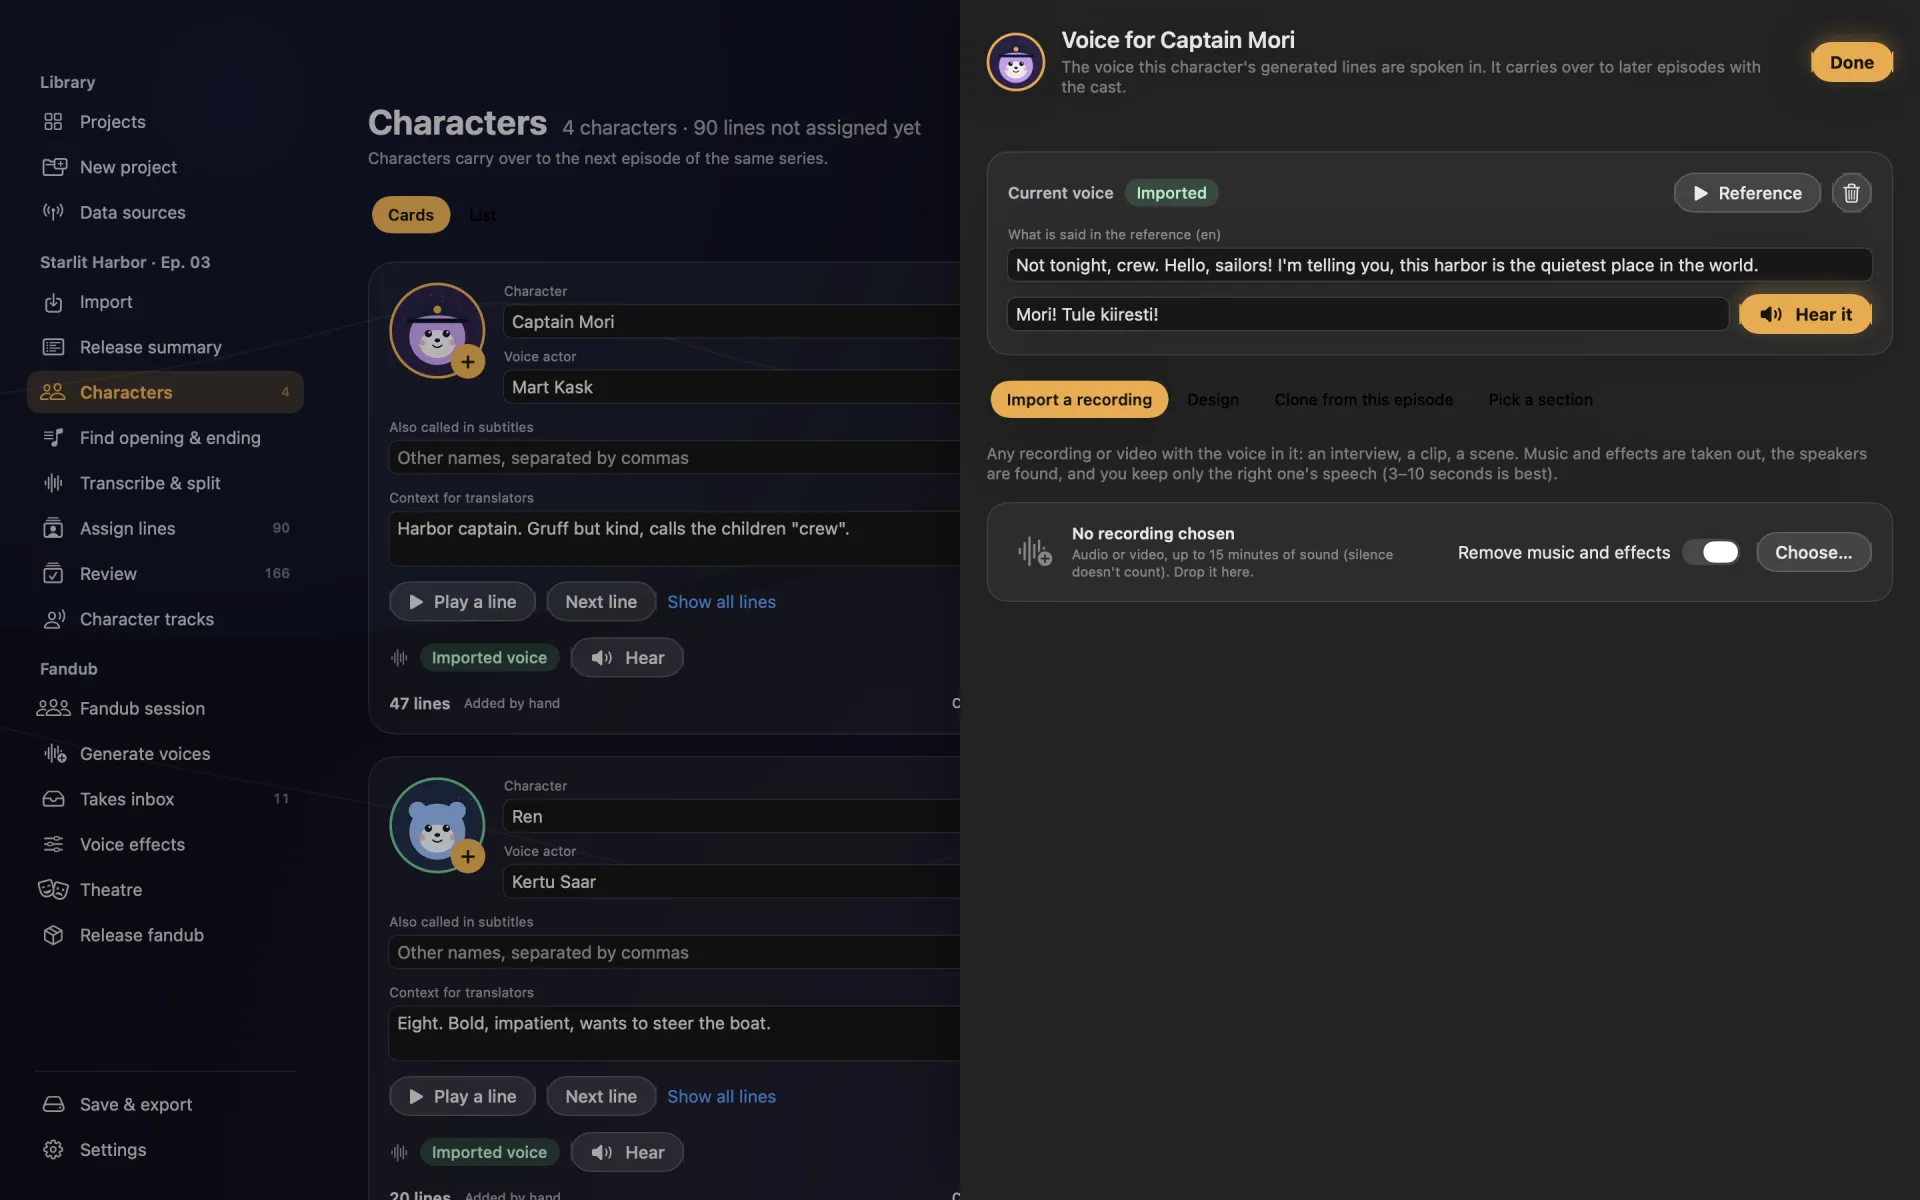 Library
Projects
New project
Data sources
Starlit Harbor · Ep. 03
Import
Release summary
Characters 4
Find opening & ending
Transcribe & split
Assign lines 90
Review 166
Character tracks
Fandub
Fandub session
Generate voices
Takes inbox 11
Voice effects
Theatre
Release fandub
Save & export
Settings
Characters 4 characters · 90 lines not assigned yet
Characters carry over to the next episode of the same series.
Cards List
Character
Captain Mori
Voice actor
Mart Kask
Also called in subtitles
Other names, separated by commas
Context for translators
Harbor captain. Gruff but kind, calls the children "crew".
Play a line Next line Show all lines
Imported voice Hear
47 lines Added by hand
Character
Ren
Voice actor
Kertu Saar
Also called in subtitles
Other names, separated by commas
Context for translators
Eight. Bold, impatient, wants to steer the boat.
Play a line Next line Show all lines
Imported voice Hear
20 lines Added by hand
Voice for Captain Mori
The voice this character's generated lines are spoken in. It carries over to later episodes with
the cast.
Done
Current voice Imported Reference
What is said in the reference (en)
Not tonight, crew. Hello, sailors! I'm telling you, this harbor is the quietest place in the world.
Mori! Tule kiiresti! Hear it
Import a recording Design Clone from this episode Pick a section
Any recording or video with the voice in it: an interview, a clip, a scene. Music and effects are taken out, the speakers
are found, and you keep only the right one's speech (3–10 seconds is best).
No recording chosen
Audio or video, up to 15 minutes of sound (silence
doesn't count). Drop it here.
Remove music and effects Choose...